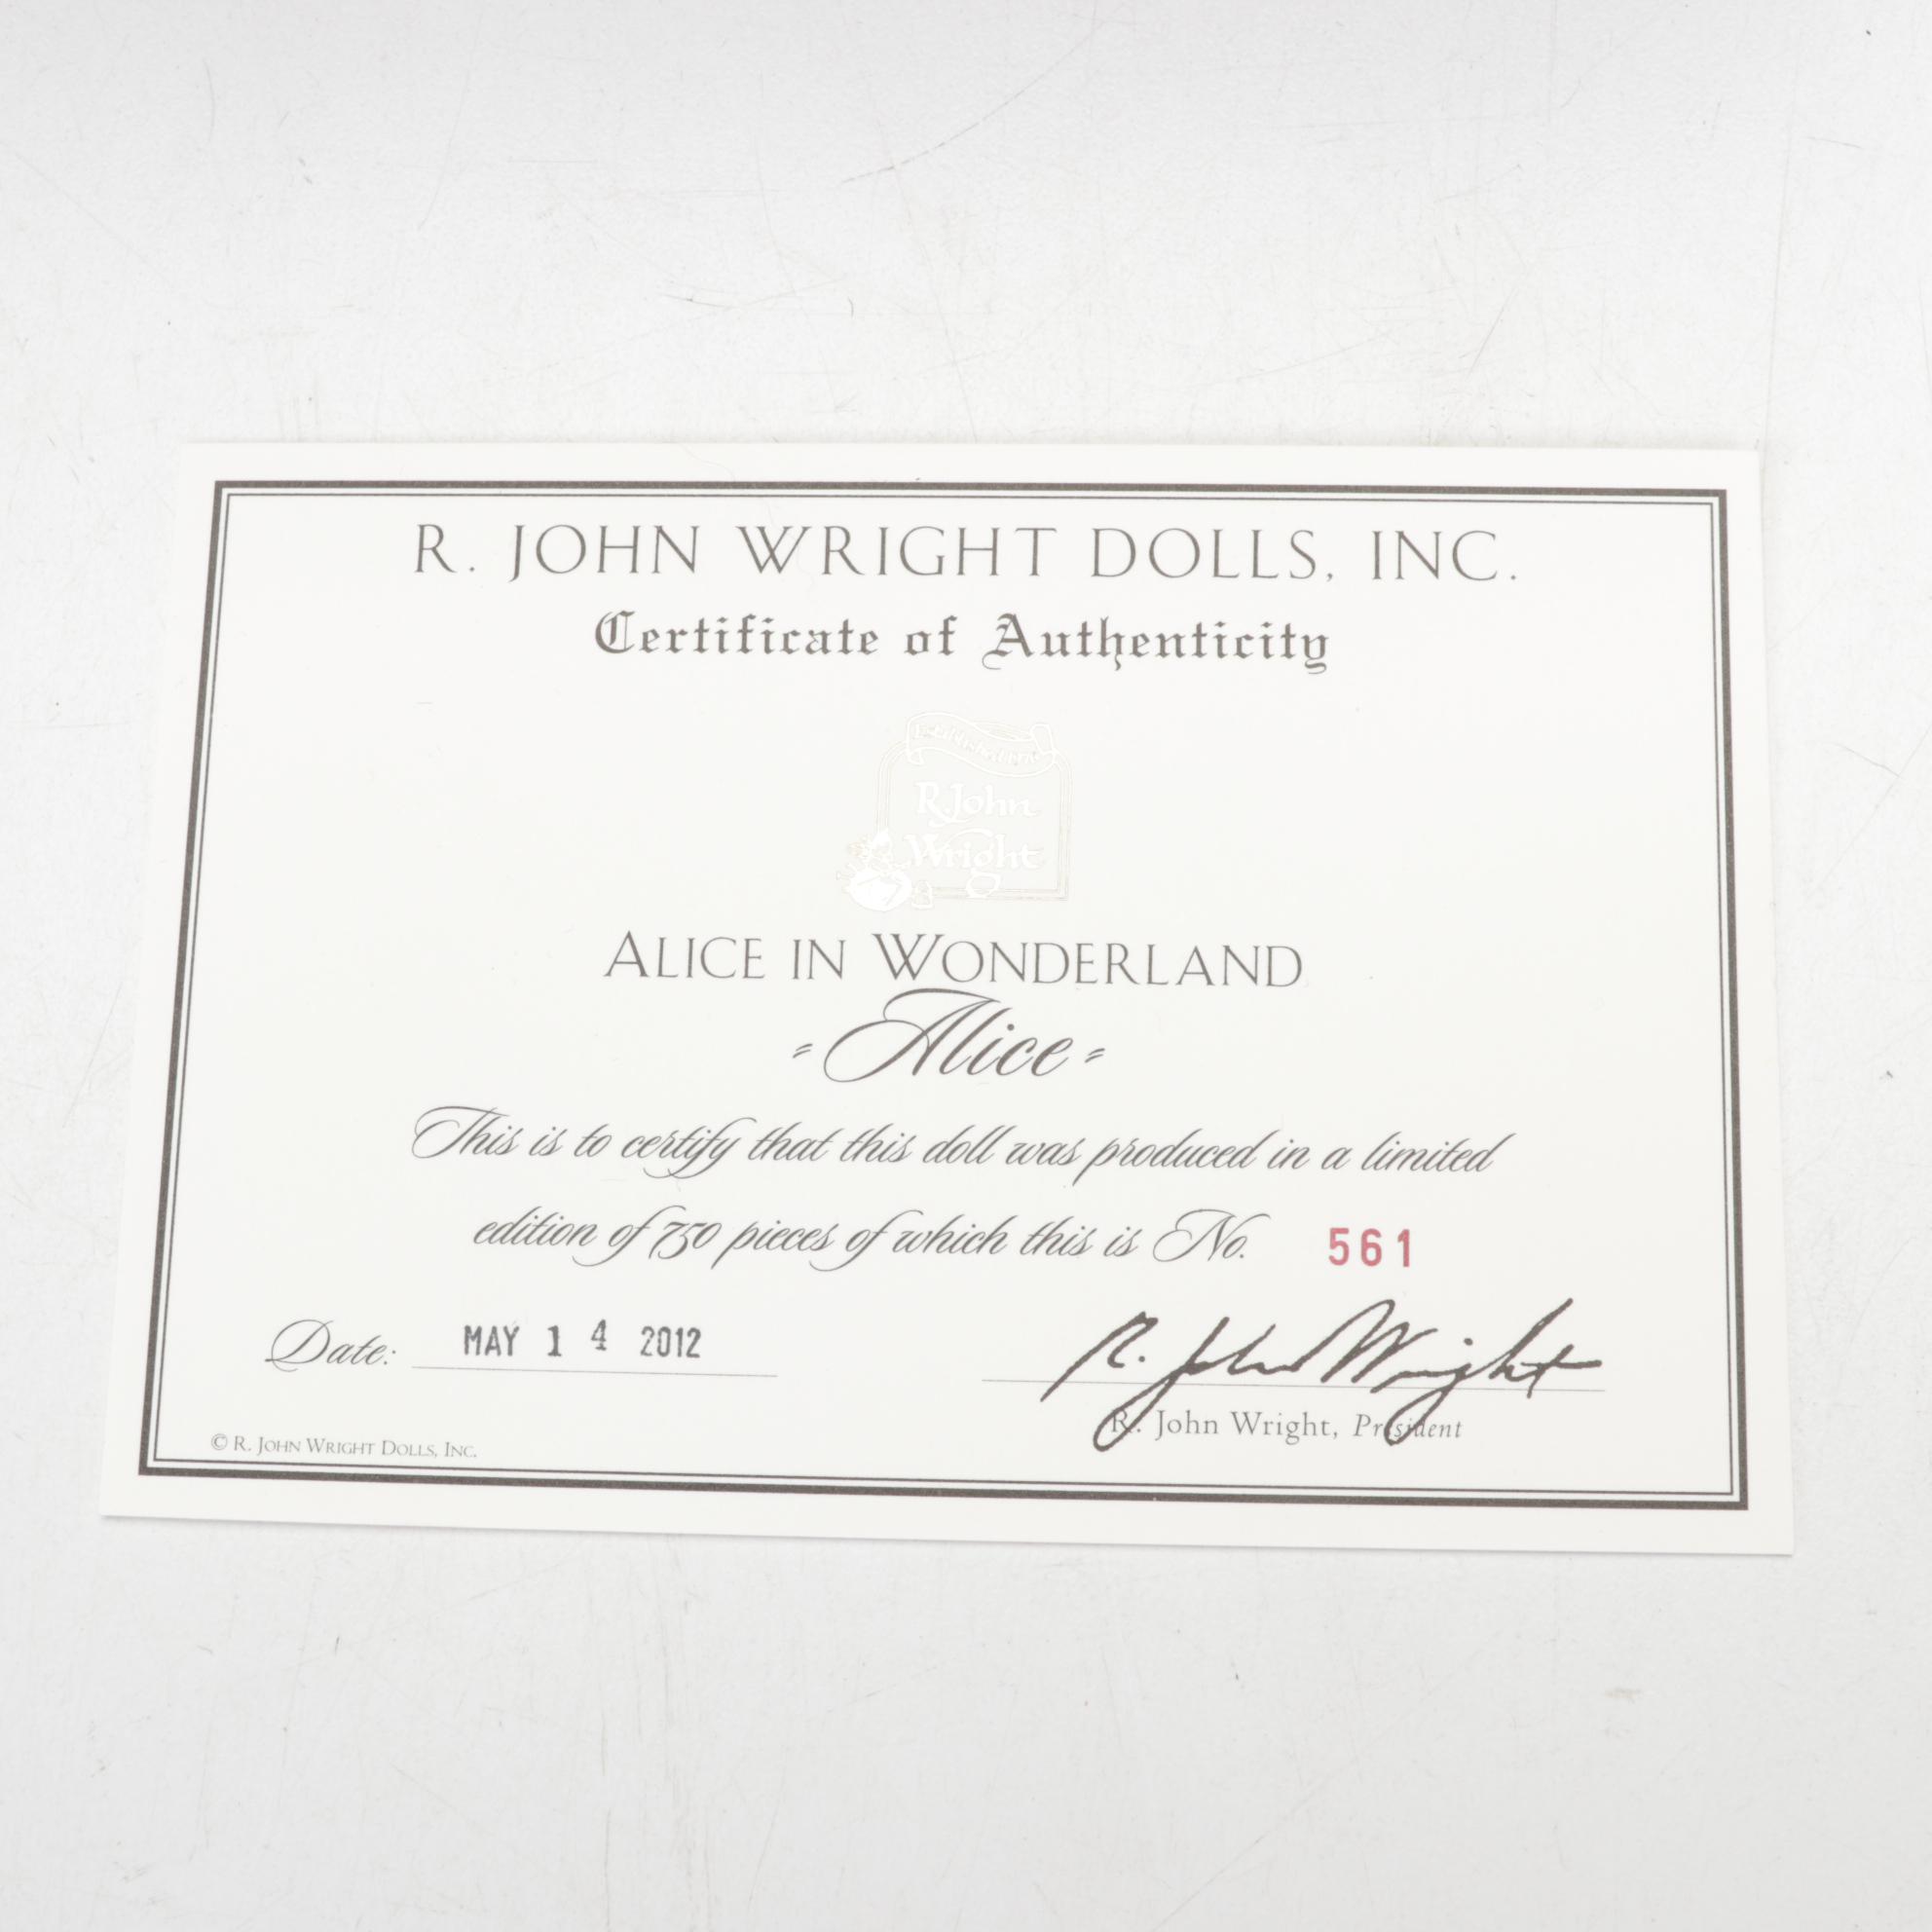 R. JOHN WRIGHT DOLLS, INC.
Certificate of Authenticity
R. John
Wright
ALICE IN WONDERLAND
- Alice -
This is to certify that this doll was produced in a limited
edition of 750 pieces of which this is No. 561
Date: MAY 14 2012
R. John Wright
R. John Wright, President
© R. JOHN WRIGHT DOLLS, INC.